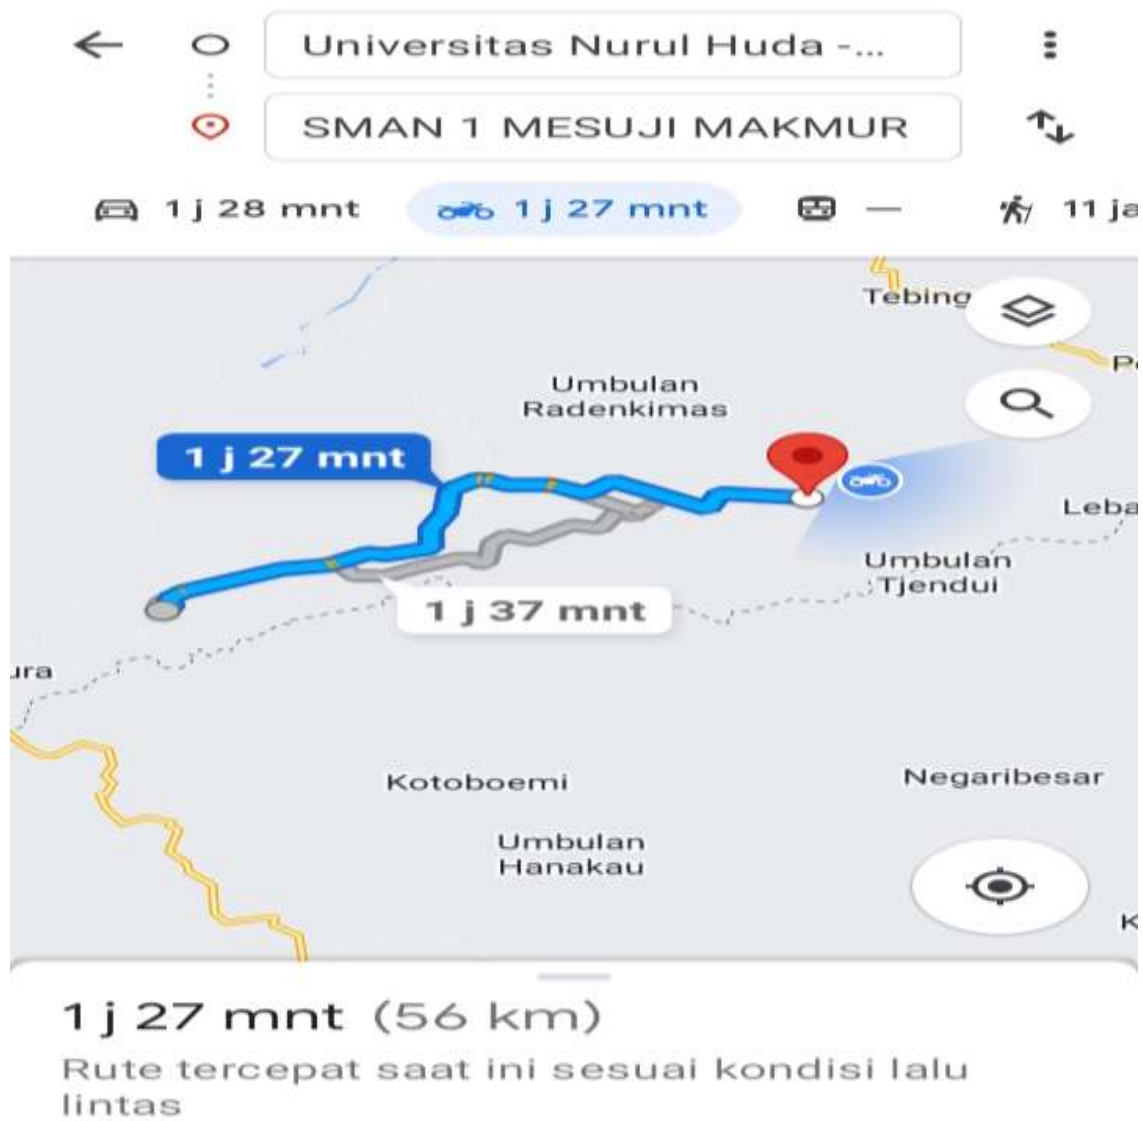 Universitas Nurul Huda -...
SMAN 1 MESUJI MAKMUR
1 j 28 mnt
1 j 27 mnt
—
11 ja
Tebing
Pe
Umbulan
Radenkimas
1 j 27 mnt
Leba
Umbulan
Tjendui
1 j 37 mnt
ura
Kotoboemi
Negaribesar
Umbulan
Hanakau
K
1 j 27 mnt (56 km)
Rute tercepat saat ini sesuai kondisi lalu
lintas